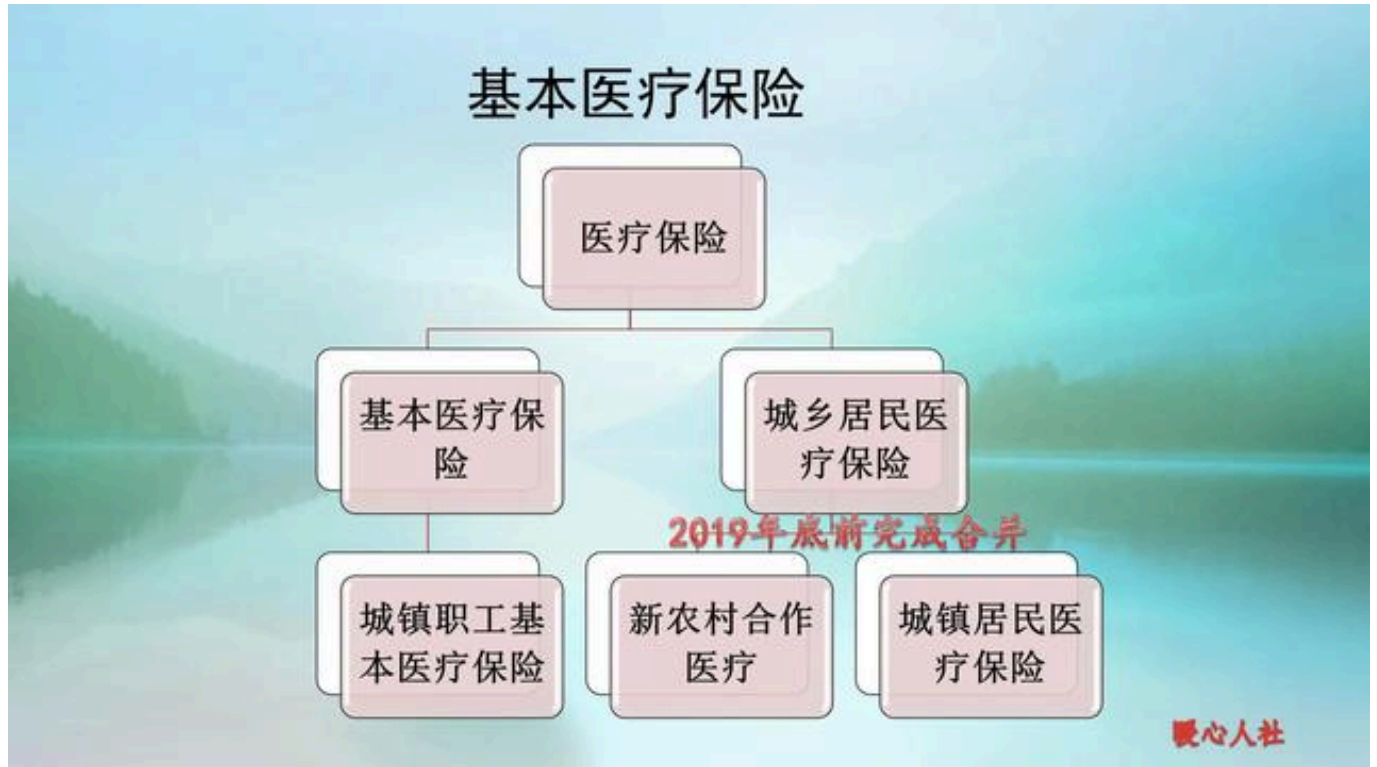 基本医疗保险
医疗保险
基本医疗保
险
城乡居民医
疗保险
2019年底前完成合并
城镇职工基
本医疗保险
新农村合作
医疗
城镇居民医
疗保险
暖心人社